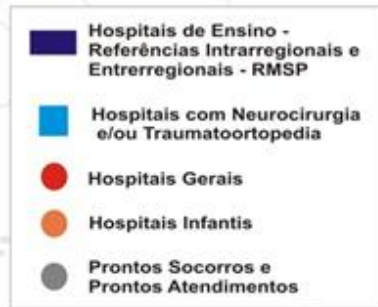 Hospitais de Ensino -
Referências Intrarregionais e
Entrerregionais - RMSP
Hospitais com Neurocirurgia
e/ou Traumatoortopedia
Hospitais Gerais
Hospitais Infantis
Prontos Socorros e
Prontos Atendimentos